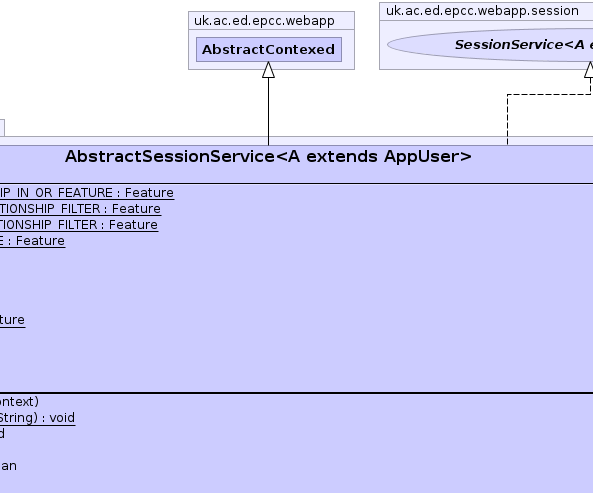 uk.ac.ed.epcc.webapp
uk.ac.ed.epcc.webapp.session
AbstractContexed
SessionService<A e
AbstractSessionService<A extends AppUser>
IP_IN_OR_FEATURE : Feature
TIONSHIP_FILTER : Feature
TIONSHIP_FILTER : Feature
E : Feature
ture
ontext)
String) : void
d
an